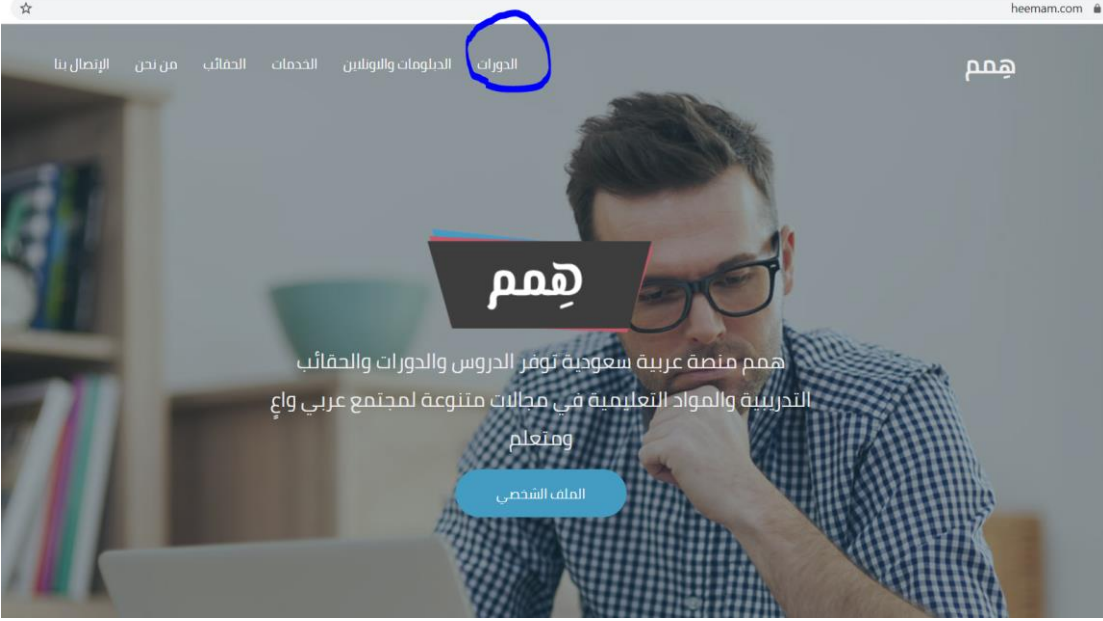 heemam.com
هِمم
الدورات
الدبلومات والاونلاين
الخدمات
الحقائب
من نحن
الإتصال بنا
هِمم
همم منصة عربية سعودية توفر الدروس والدورات والحقائب
التدريبية والمواد التعليمية في مجالات متنوعة لمجتمع عربي واعٍ
ومتعلم
الملف الشخصي